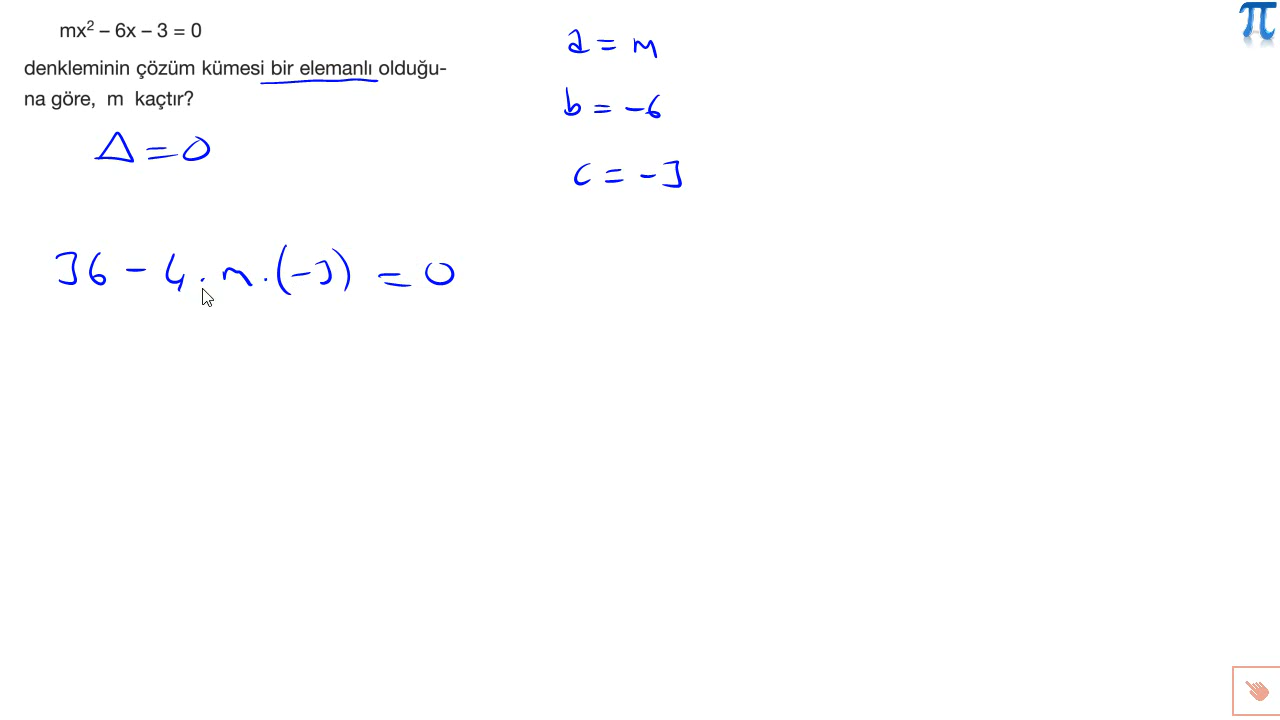 mx² – 6x – 3 = 0
denkleminin çözüm kümesi bir elemanlı olduğu-
na göre, m kaçtır?
Δ = 0
a = m
b = -6
c = -3
36 - 4 . m . (-3) = 0
π